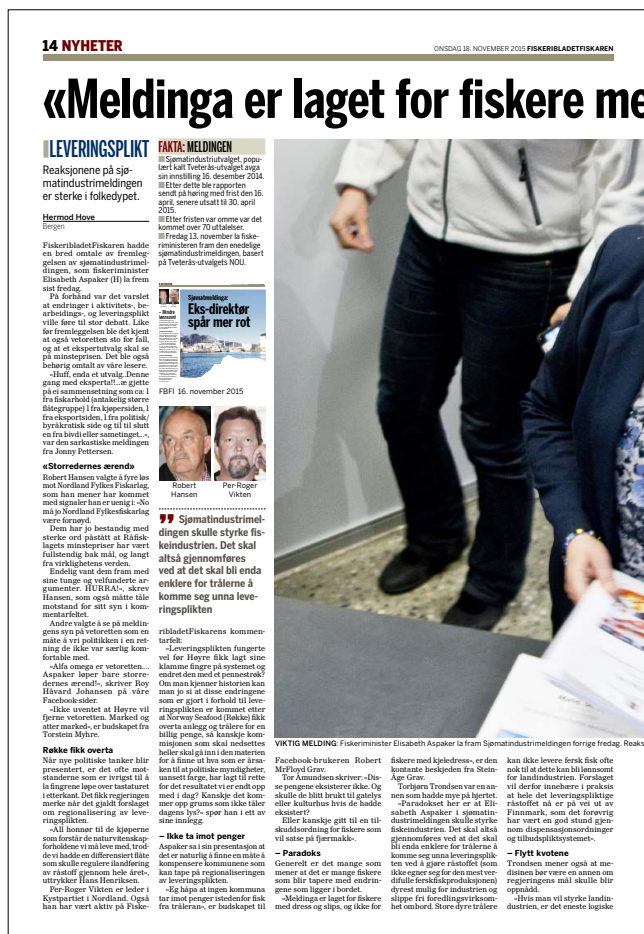 14 NYHETER
ONSDAG 18. NOVEMBER 2015 FISKERIBLADETFISKAREN
«Meldinga er laget for fiskere me
LEVERINGSPLIKT
Reaksjonene på sjø-
matindustrimeldingen
er sterke i folkedypet.
Hermod Hove
Bergen
FiskeribladetFiskaren hadde
en bred omtale av fremleg-
gelsen av sjømatindustrimel-
dingen, som fiskeriminister
Elisabeth Aspaker (H) la frem
sist fredag.
På forhånd var det varslet
at endringer i aktivitets-, be-
arbeidings-, og leveringsplikt
ville føre til stor debatt. Like
før fremleggelsen ble det kjent
at også vetoretten sto for fall,
og at et ekspertutvalg skal se
på minsteprisen. Det ble også
behørig omtalt av våre lesere.
«Huff, enda et utvalg..Denne
gang med eksperta!!...æ gjette
på ei sammensetning som ca: 1
fra fiskarhold (antakelig større
flåtegruppe) 1 fra kjøpersiden, 1
fra eksportsiden, 1 fra politisk/
byråkratisk side og til til slutt
en fra bivdi eller sametinget...»,
var den sarkastiske meldingen
fra Jonny Pettersen.
«Storredernes ærend»
Robert Hansen valgte å fyre løs
mot Nordland Fylkes Fiskarlag,
som han mener har kommet
med signaler han er uenig i: «No
må jo Nordland Fylkesfiskarlag
være fornøyd.
Dem har jo bestandig med
sterke ord påstått at Råfisk-
lagets minstepriser har vært
fullstendig bak mål, og langt
fra virkelighetens verden.
Endelig vant dem fram med
sine tunge og velfunderte ar-
gumenter. HURRA!», skrev
Hansen, som også måtte tåle
motstand for sitt syn i kom-
mentarfeltet.
Andre valgte å se på meldin-
gens syn på vetoretten som en
måte å vri politikken i en ret-
ning de ikke var særlig kom-
fortable med.
«Alfa omega er vetoretten....
Aspaker løper bare storre-
dernes ærend!», skriver Roy
Håvard Johansen på våre
Facebook-sider.
«Ikke uventet at Høyre vil
fjerne vetoretten. Marked og
atter marked», er budskapet fra
Torstein Myhre.
Røkke fikk overta
Når nye politiske tanker blir
presentert, er det ofte mot-
standerne som er ivrigst til å
la fingrene løpe over tastaturet
i etterkant. Det fikk regjeringen
merke når det gjaldt forslaget
om regionalisering av leve-
ringsplikten.
«All honnør til de kjøperne
som forstår de naturvitenskap-
forholdene vi må leve med, trod-
de vi hadde en differensiert flåte
som skulle regulere ilandføring
av råstoff gjennom hele året»,
uttrykker Hans Henriksen.
Per-Roger Vikten er leder i
Kystpartiet i Nordland. Også
han har vært aktiv på Fiske-
FAKTA: MELDINGEN
Sjømatindustriutvalget, popu-
lært kalt Tveterås-utvalget avga
sin innstilling 16. desember 2014.
Etter dette ble rapporten
sendt på høring med frist den 16.
april, senere utsatt til 30. april
2015.
Etter fristen var omme var det
kommet over 70 uttalelser.
Fredag 13. november la fiske-
riministeren fram den enedelige
sjømatindustrimeldingen, basert
på Tveterås-utvalgets NOU.
Sjømatmeldinga:
Eks-direktør
spår mer rot
FBFI 16. november 2015
Robert
Hansen
Per-Roger
Vikten
Sjømatindustrimel-
dingen skulle styrke fis-
keindustrien. Det skal
altså gjennomføres
ved at det skal bli enda
enklere for trålerne å
komme seg unna leve-
ringsplikten
ribladetFiskarens kommen-
tarfelt:
«Leveringsplikten fungerte
vel før Høyre fikk lagt sine
klamme fingre på systemet og
endret den med et pennestrøk?
Om man kjenner historien kan
man jo si at disse endringene
som er gjort i forhold til leve-
ringsplikten er kommet etter
at Norway Seafood (Røkke) fikk
overta anlegg og trålere for en
billig penge, så kanskje kom-
misjonen som skal nedsettes
heller skal gå inn i den materien
for å finne ut hva som er årsa-
ken til at politiske myndigheter,
uansett farge, har lagt til rette
for det resultatet vi er endt opp
med i dag? Kanskje det kom-
mer opp grums som ikke tåler
dagens lys?» spør han i ett av
sine innlegg.
– Ikke ta imot penger
Aspaker sa i sin presentasjon at
det er naturlig å finne en måte å
kompensere kommunene som
kan tape på regionaliseringen
av leveringsplikten.
«Eg håpa at ingen kommuna
tar imot penger istedenfor fisk
fra tråleran», er budskapet til
VIKTIG MELDING: Fiskeriminister Elisabeth Aspaker la fram Sjømatindustrimeldingen forrige fredag. Reaks
Facebook-brukeren Robert
MrFloyd Grav.
Tor Amundsen skriver: «Dis-
se pengene eksisterer ikke. Og
skulle de blitt brukt til gatelys
eller kulturhus hvis de hadde
eksistert?
Eller kanskje gitt til en til-
skuddsordning for fiskere som
vil satse på fjærmakk».
– Paradoks
Generelt er det mange som
mener at det er mange fiskere
som blir tapere med endrin-
gene som ligger i bordet.
«Meldinga er laget for fiskere
med dress og slips, og ikke for
fiskere med kjeledress», er den
kontante beskjeden fra Stein-
Åge Grav.
Torbjørn Trondsen var en an-
nen som hadde mye på hjertet.
«Paradokset her er at Eli-
sabeth Aspaker i sjømatin-
dustrimeldingen skulle styrke
fiskeindustrien. Det skal altså
gjennomføres ved at det skal
bli enda enklere for trålerne å
komme seg unna leveringsplik-
ten ved å gjøre råstoffet (som
ikke egner seg for den mest ver-
difulle ferskfiskproduksjonen)
dyrest mulig for industrien og
slippe fri foredlingsvirksom-
het ombord. Store dyre trålere
kan ikke levere fersk fisk ofte
nok til at dette kan bli lønnsomt
for landindustrien. Forslaget
vil derfor innebære i praksis
at hele det leveringspliktige
råstoffet nå er på vei ut av
Finnmark, som det forøvrig
har vært en god stund gjen-
nom dispensasjonsordninger
og tilbudspliktsystemet».
– Flytt kvotene
Trondsen mener også at me-
disinen bør være en annen om
regjeringens mål skulle blir
oppnådd.
«Hvis man vil styrke landin-
dustrien, er det eneste logiske